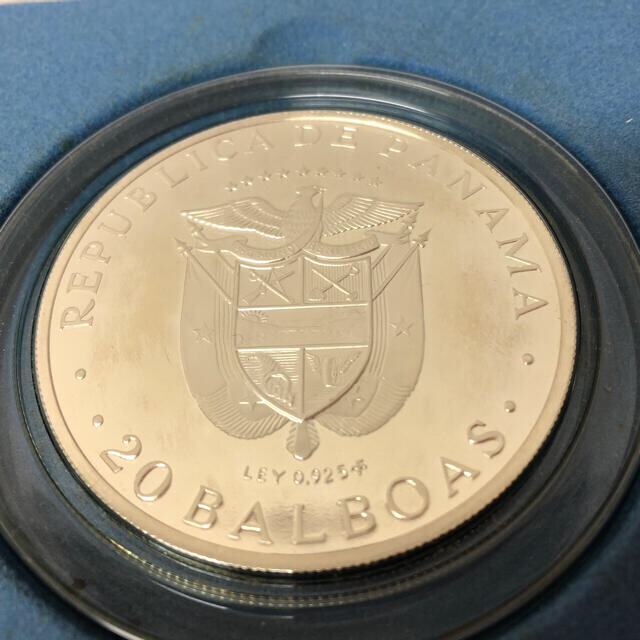 REPUBLICA DE PANAMA
LEY 0,925
· 20 BALBOAS ·